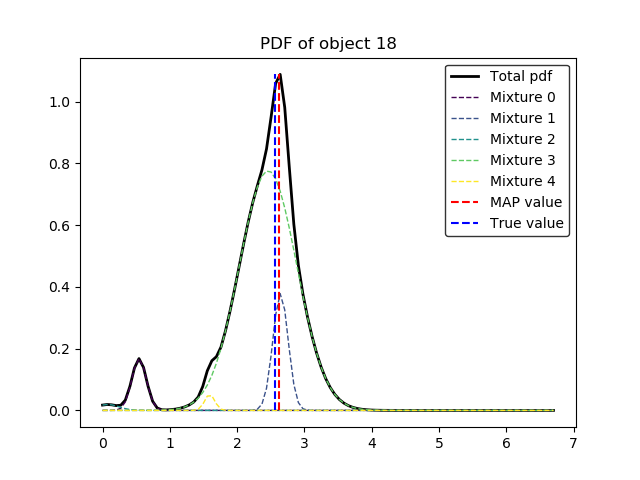 PDF of object 18
Total pdf
Mixture 0
Mixture 1
Mixture 2
Mixture 3
Mixture 4
MAP value
True value
1.0
0.8
0.6
0.4
0.2
0.0
0 1 2 3 4 5 6 7